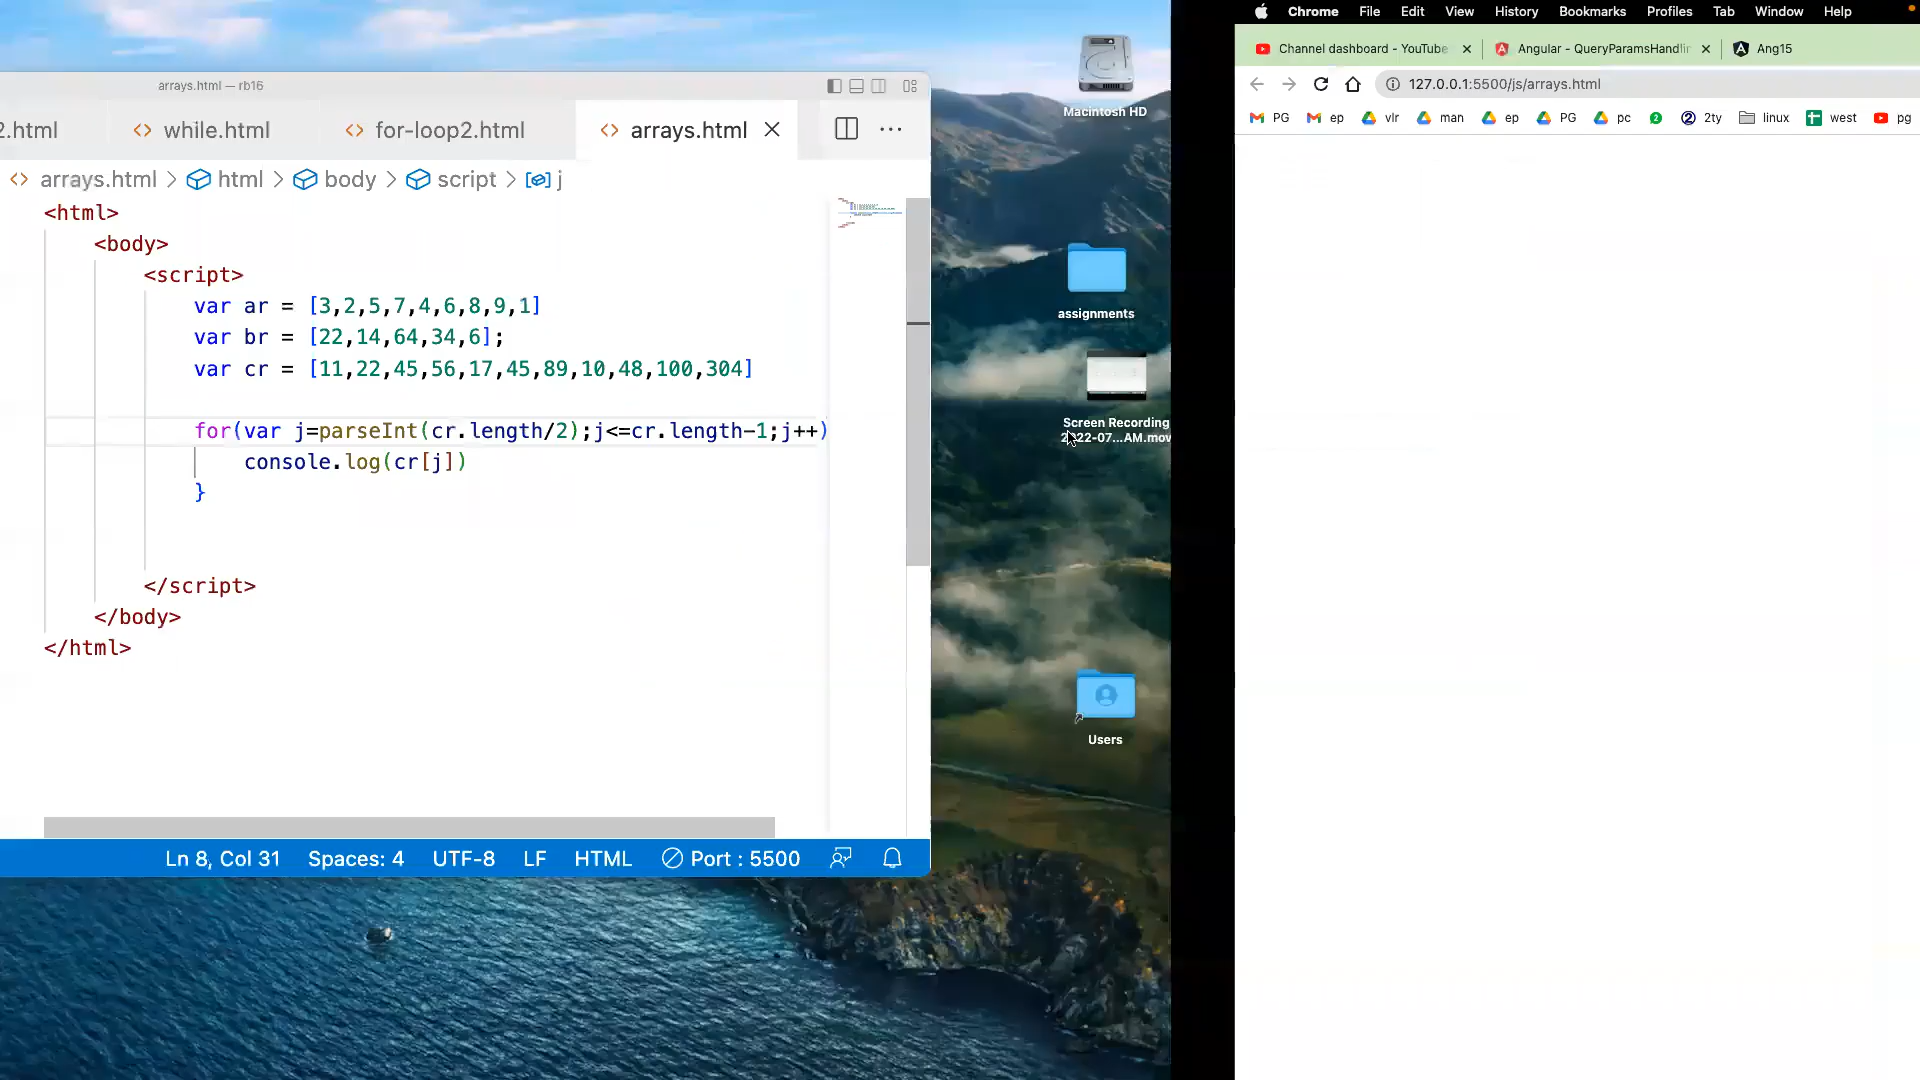 arrays.html — rb16
2.html
while.html
for-loop2.html
arrays.html
arrays.html > html > body > script > j
<html>
<body>
<script>
var ar = [3,2,5,7,4,6,8,9,1]
var br = [22,14,64,34,6];
var cr = [11,22,45,56,17,45,89,10,48,100,304]
for(var j=parseInt(cr.length/2);j<=cr.length-1;j++)
console.log(cr[j])
}
</script>
</body>
</html>
Ln 8, Col 31 Spaces: 4 UTF-8 LF HTML Port : 5500
Macintosh HD
assignments
Screen Recording
2022-07...AM.mov
Users
Chrome File Edit View History Bookmarks Profiles Tab Window Help
Channel dashboard - YouTube
Angular - QueryParamsHandlin
Ang15
127.0.0.1:5500/js/arrays.html
PG ep vlr man ep PG pc 2 2ty linux west pg